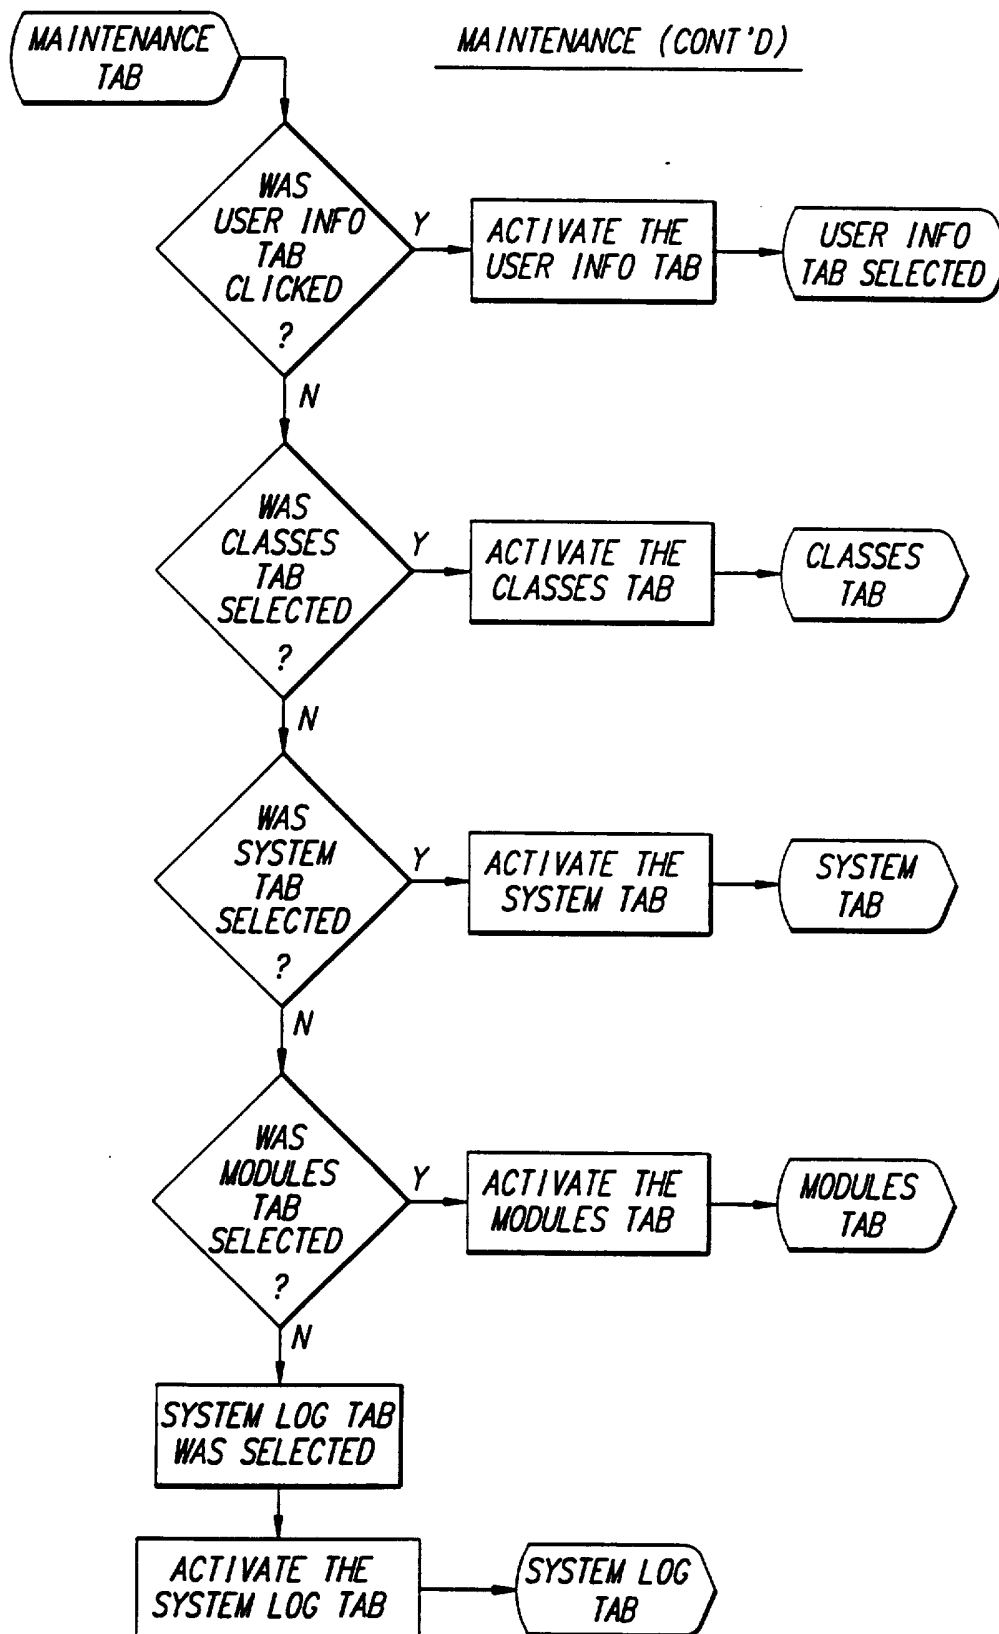 MAINTENANCE
TAB
MAINTENANCE (CONT'D)
WAS
USER INFO
TAB
CLICKED
?
Y
ACTIVATE THE
USER INFO TAB
USER INFO
TAB SELECTED
N
WAS
CLASSES
TAB
SELECTED
?
Y
ACTIVATE THE
CLASSES TAB
CLASSES
TAB
N
WAS
SYSTEM
TAB
SELECTED
?
Y
ACTIVATE THE
SYSTEM TAB
SYSTEM
TAB
N
WAS
MODULES
TAB
SELECTED
?
Y
ACTIVATE THE
MODULES TAB
MODULES
TAB
N
SYSTEM LOG TAB
WAS SELECTED
ACTIVATE THE
SYSTEM LOG TAB
SYSTEM LOG
TAB